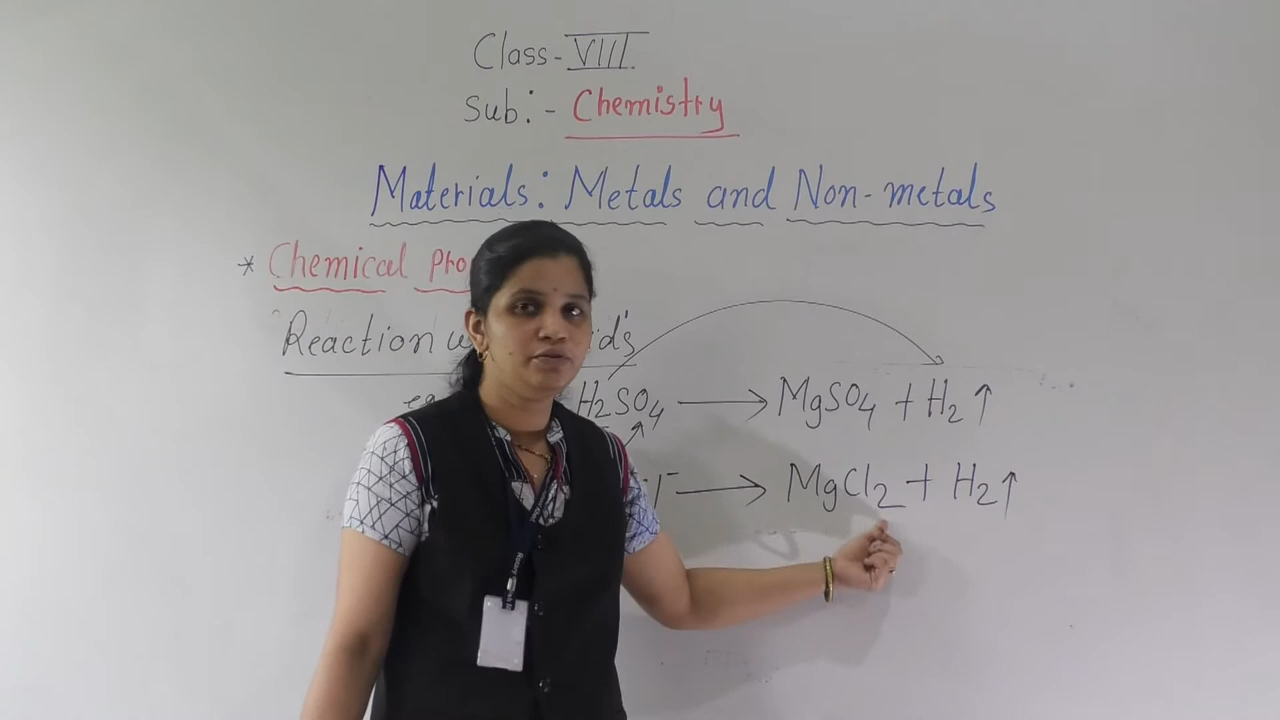 Class-VIII
Sub:- Chemistry
Materials: Metals and Non-metals
* Chemical
Reaction
H2SO4 → MgSO4 + H2 ↑
→ MgCl2 + H2 ↑